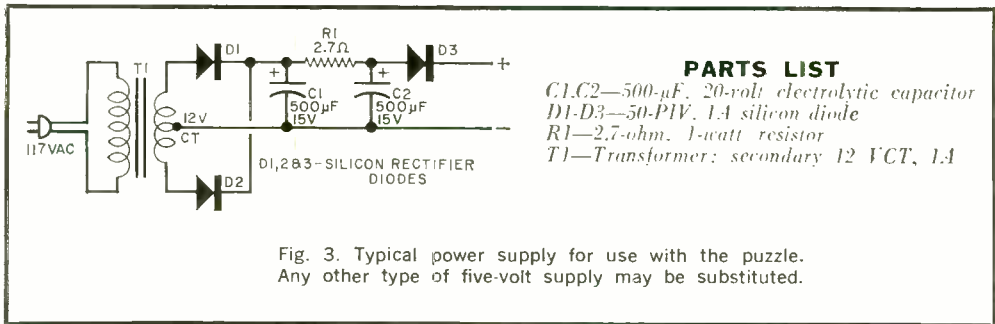 R1
2.7Ω
D1
D3
T1
+
+
+
C1
500µF
15V
C2
500µF
15V
12V
CT
-
117VAC
D2
D1,2&3-SILICON RECTIFIER
DIODES
PARTS LIST
C1,C2—500-µF, 20-volt electrolytic capacitor
D1-D3—50-PIV, 1A silicon diode
R1—2.7-ohm, 1-watt resistor
T1—Transformer: secondary 12 VCT, 1A
Fig. 3. Typical power supply for use with the puzzle.
Any other type of five-volt supply may be substituted.